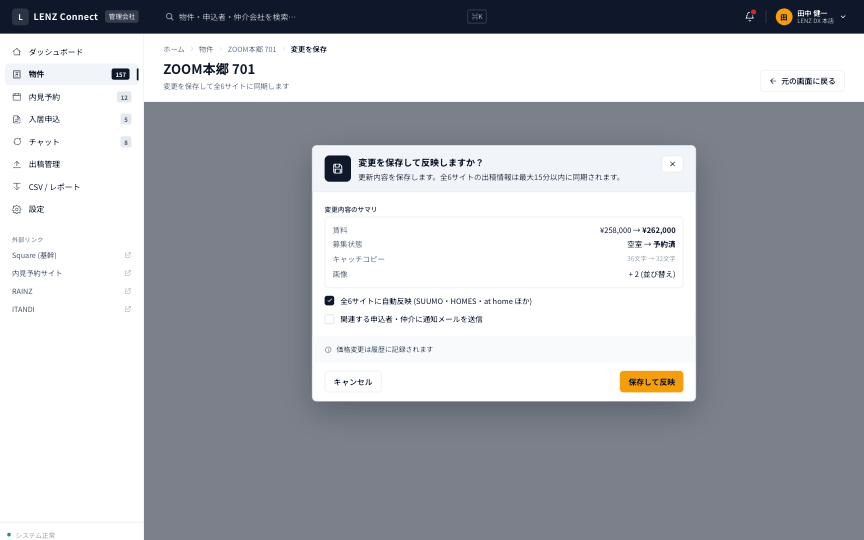 L LENZ Connect 管理会社
物件・申込者・仲介会社を検索…
⌘K
田 田中 健一
LENZ DX 本店
ダッシュボード
物件 157
内見予約 12
入居申込 5
チャット 8
出稿管理
CSV / レポート
設定
外部リンク
Square (基幹)
内見予約サイト
RAINZ
ITANDI
システム正常
ホーム 物件 ZOOM本郷 701 変更を保存
ZOOM本郷 701
変更を保存して全6サイトに同期します
← 元の画面に戻る
変更を保存して反映しますか？
更新内容を保存します。全6サイトの出稿情報は最大15分以内に同期されます。
変更内容のサマリ
賃料 ¥258,000 → ¥262,000
募集状態 空室 → 予約済
キャッチコピー 36文字 → 32文字
画像 + 2 (並び替え)
全6サイトに自動反映 (SUUMO・HOMES・at home ほか)
関連する申込者・仲介に通知メールを送信
価格変更は履歴に記録されます
キャンセル
保存して反映